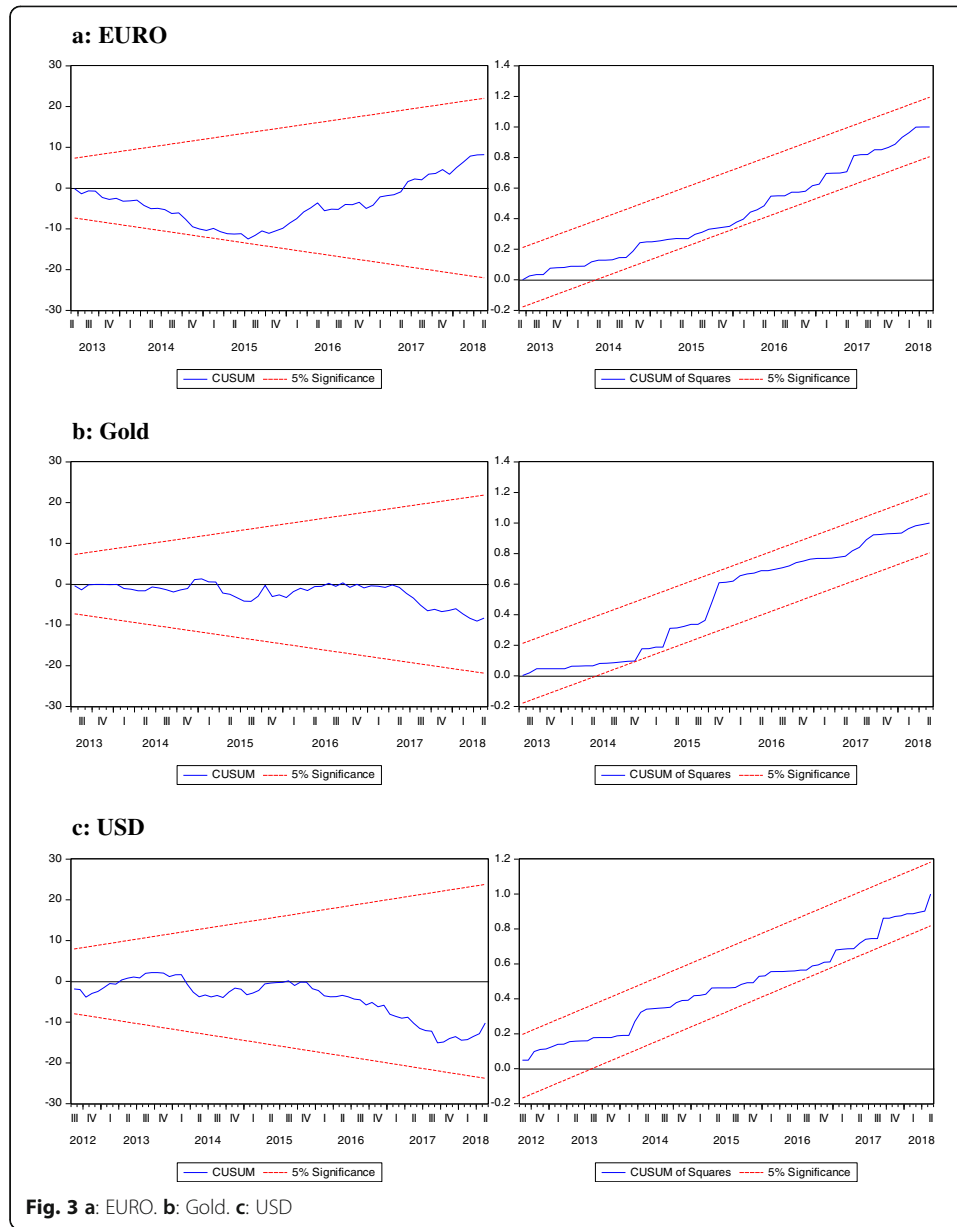 a: EURO
30
20
10
0
-10
-20
-30
II III IV I II III IV I II III IV I II III IV I II III IV I II
2013 2014 2015 2016 2017 2018
CUSUM 5% Significance
1.4
1.2
1.0
0.8
0.6
0.4
0.2
0.0
-0.2
II III IV I II III IV I II III IV I II III IV I II III IV I II
2013 2014 2015 2016 2017 2018
CUSUM of Squares 5% Significance
b: Gold
30
20
10
0
-10
-20
-30
III IV I II III IV I II III IV I II III IV I II III IV I II
2013 2014 2015 2016 2017 2018
CUSUM 5% Significance
1.4
1.2
1.0
0.8
0.6
0.4
0.2
0.0
-0.2
III IV I II III IV I II III IV I II III IV I II III IV I II
2013 2014 2015 2016 2017 2018
CUSUM of Squares 5% Significance
c: USD
30
20
10
0
-10
-20
-30
III IV I II III IV I II III IV I II III IV I II III IV I II III IV I II
2012 2013 2014 2015 2016 2017 2018
CUSUM 5% Significance
1.2
1.0
0.8
0.6
0.4
0.2
0.0
-0.2
III IV I II III IV I II III IV I II III IV I II III IV I II III IV I II
2012 2013 2014 2015 2016 2017 2018
CUSUM of Squares 5% Significance
Fig. 3 a: EURO. b: Gold. c: USD